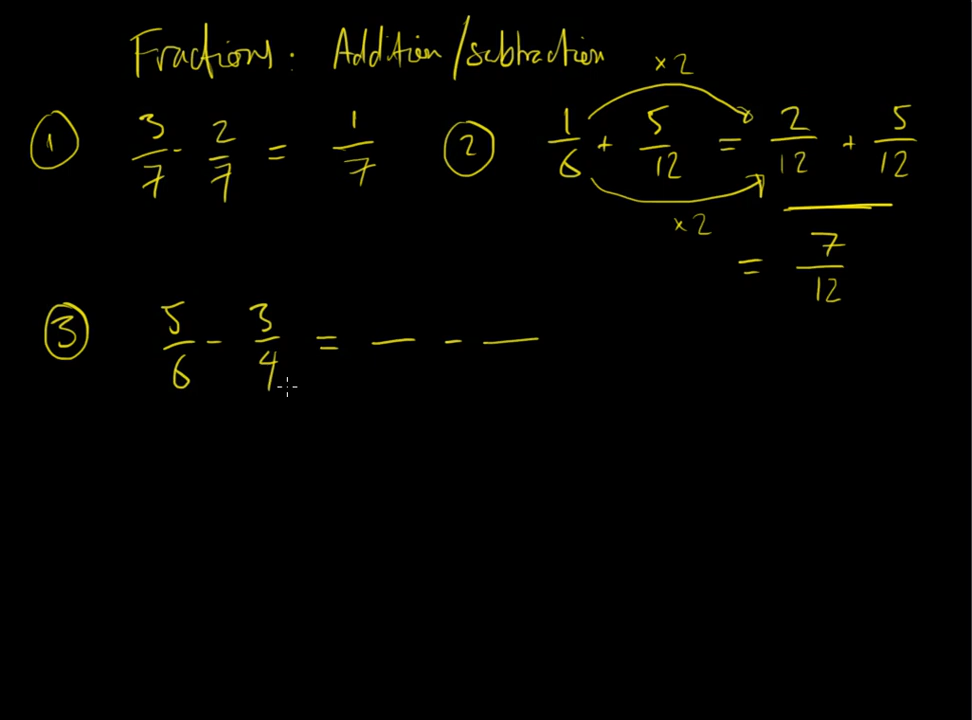 Fractions: Addition/subtraction
① 3/7 - 2/7 = 1/7
② 1/6 + 5/12 = 2/12 + 5/12
×2
×2
= 7/12
③ 5/6 - 3/4 = — - —